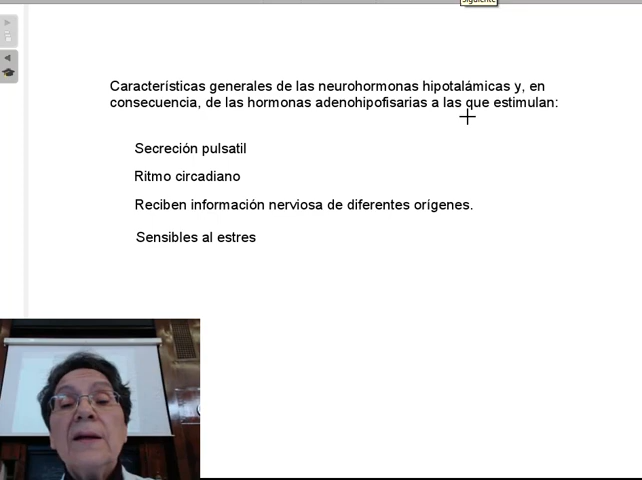 Siguiente
Características generales de las neurohormonas hipotalámicas y, en
consecuencia, de las hormonas adenohipofisarias a las que estimulan:
Secreción pulsatil
Ritmo circadiano
Reciben información nerviosa de diferentes orígenes.
Sensibles al estres